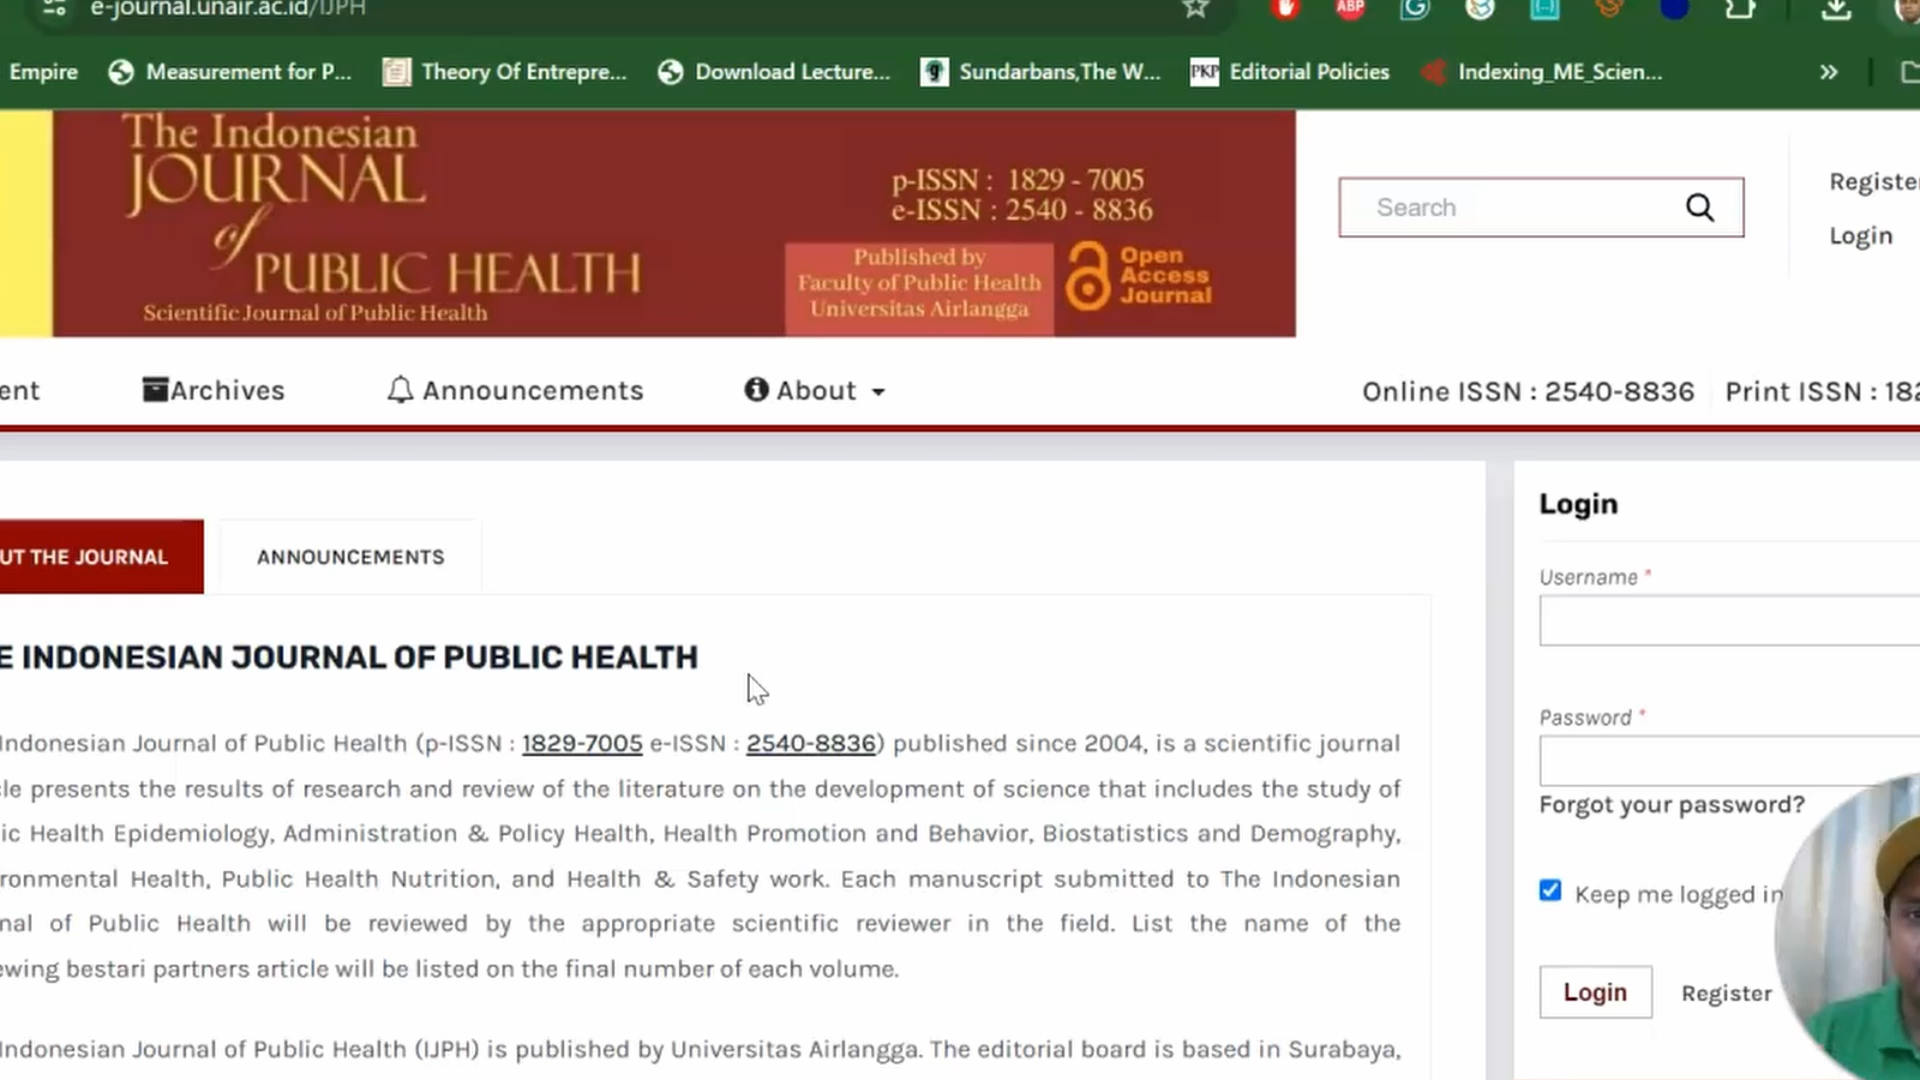 e-journal.unair.ac.id/IJPH
ABP
Empire
Measurement for P...
Theory Of Entrepre...
Download Lecture...
Sundarbans,The W...
PKP
Editorial Policies
Indexing_ME_Scien...
The Indonesian
JOURNAL
of
PUBLIC HEALTH
Scientific Journal of Public Health
p-ISSN : 1829 - 7005
e-ISSN : 2540 - 8836
Published by
Faculty of Public Health
Universitas Airlangga
Open
Access
Journal
Search
Registe
Login
ent
Archives
Announcements
About
Online ISSN : 2540-8836
Print ISSN : 182
UT THE JOURNAL
ANNOUNCEMENTS
E INDONESIAN JOURNAL OF PUBLIC HEALTH
Indonesian Journal of Public Health (p-ISSN : 1829-7005 e-ISSN : 2540-8836) published since 2004, is a scientific journal
le presents the results of research and review of the literature on the development of science that includes the study of
ic Health Epidemiology, Administration & Policy Health, Health Promotion and Behavior, Biostatistics and Demography,
ronmental Health, Public Health Nutrition, and Health & Safety work. Each manuscript submitted to The Indonesian
nal of Public Health will be reviewed by the appropriate scientific reviewer in the field. List the name of the
ewing bestari partners article will be listed on the final number of each volume.
Indonesian Journal of Public Health (IJPH) is published by Universitas Airlangga. The editorial board is based in Surabaya,
Login
Username *
Password *
Forgot your password?
Keep me logged in
Login
Register